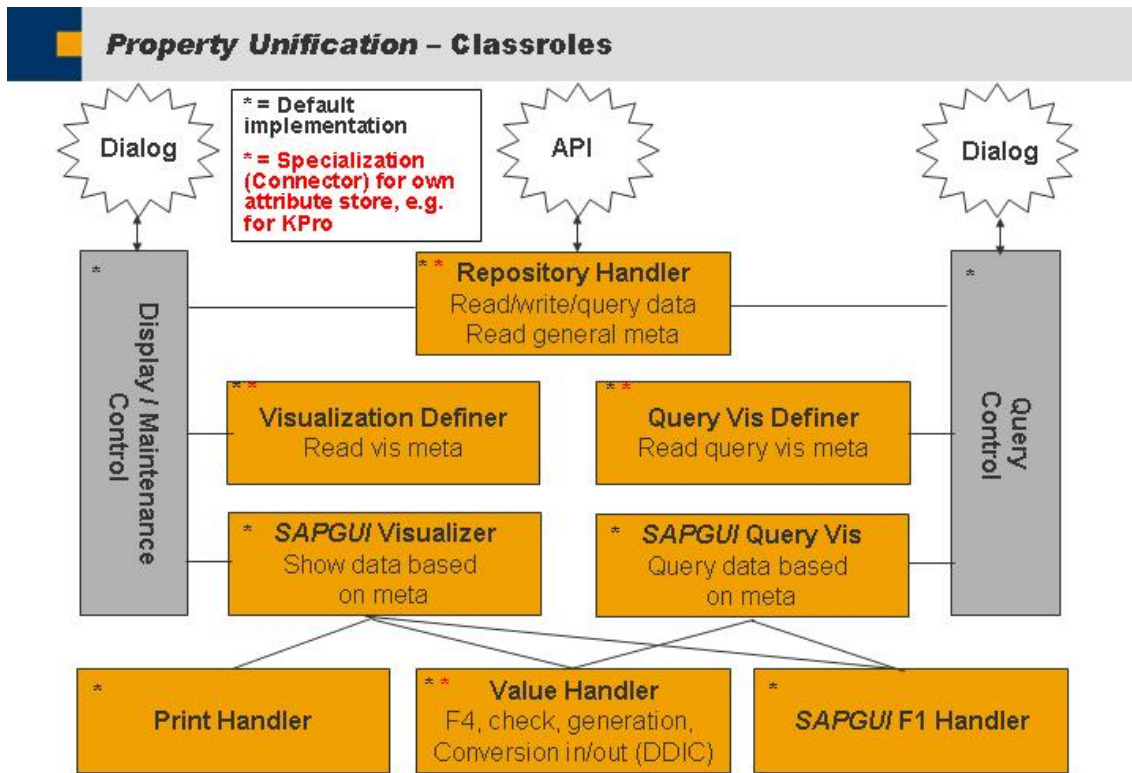 Property Unification – Classroles
Dialog
* = Default
implementation
* = Specialization
(Connector) for own
attribute store, e.g.
for KPro
API
Dialog
*
Display / Maintenance
Control
* *
Repository Handler
Read/write/query data
Read general meta
*
Query
Control
* *
Visualization Definer
Read vis meta
* *
Query Vis Definer
Read query vis meta
* SAPGUI Visualizer
Show data based
on meta
* SAPGUI Query Vis
Query data based
on meta
*
Print Handler
* *
Value Handler
F4, check, generation,
Conversion in/out (DDIC)
*
SAPGUI F1 Handler